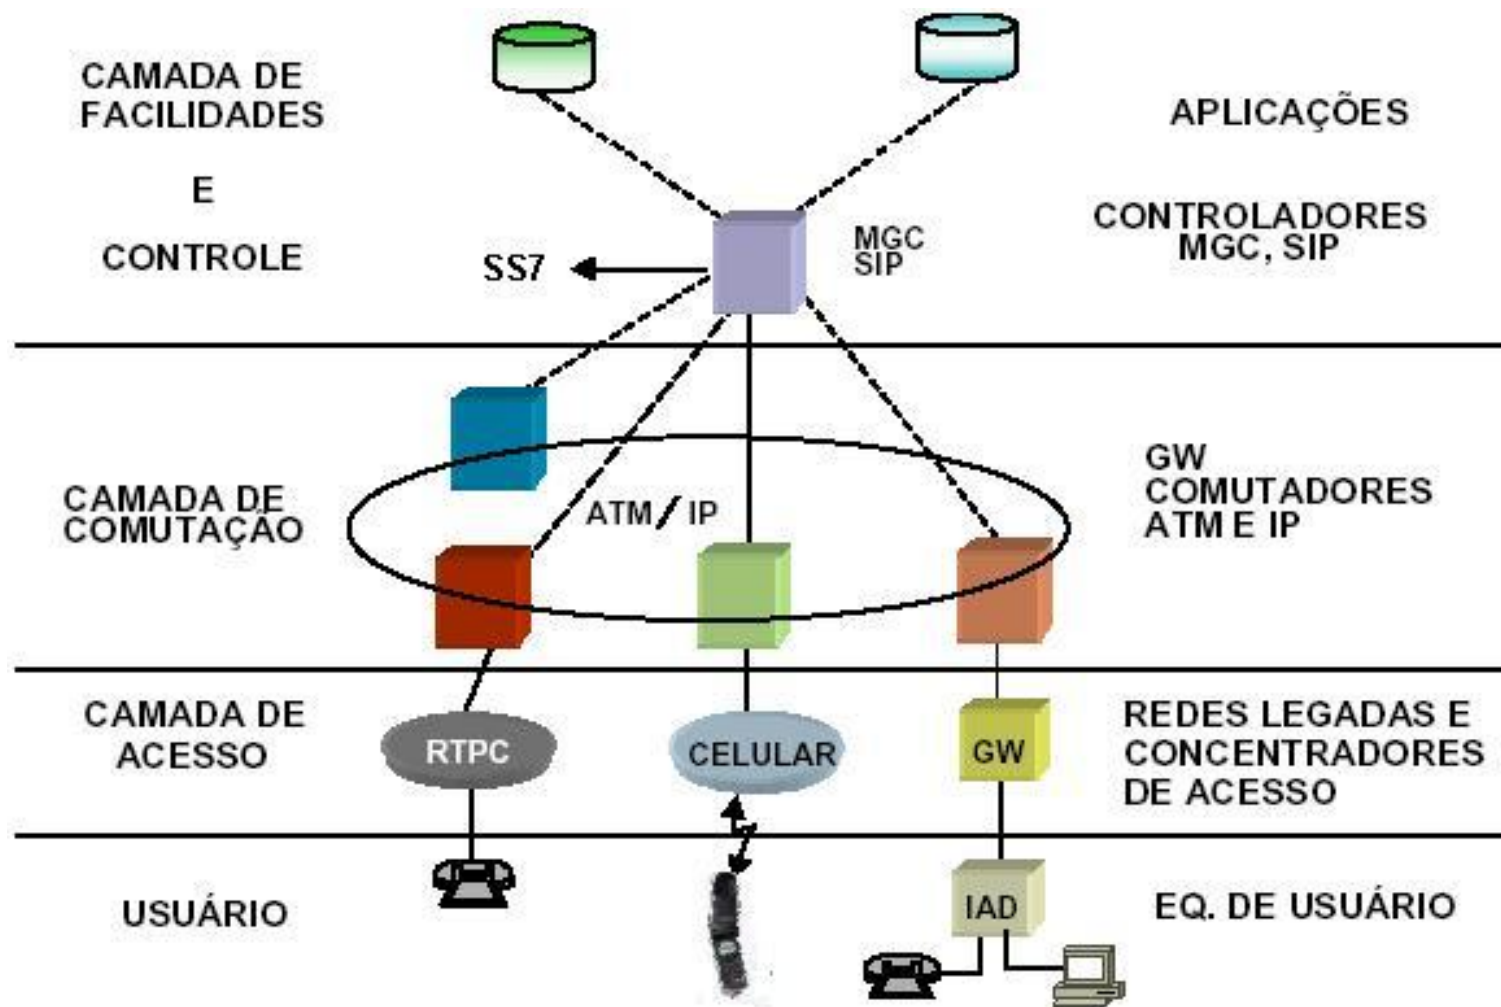 CAMADA DE
FACILIDADES
E
CONTROLE
APLICAÇÕES
CONTROLADORES
MGC, SIP
MGC
SIP
SS7
CAMADA DE
COMUTAÇÃO
ATM / IP
GW
COMUTADORES
ATM E IP
CAMADA DE
ACESSO
RTPC
CELULAR
GW
REDES LEGADAS E
CONCENTRADORES
DE ACESSO
USUÁRIO
IAD
EQ. DE USUÁRIO